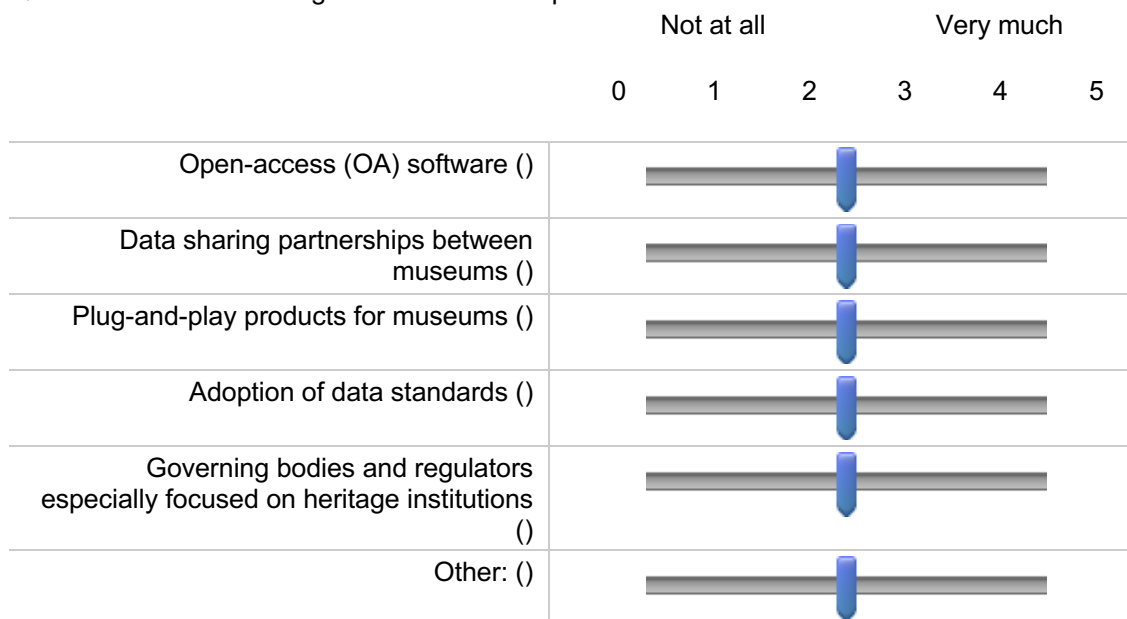 Not at all Very much
0 1 2 3 4 5
Open-access (OA) software ()
Data sharing partnerships between
museums ()
Plug-and-play products for museums ()
Adoption of data standards ()
Governing bodies and regulators
especially focused on heritage institutions
()
Other: ()